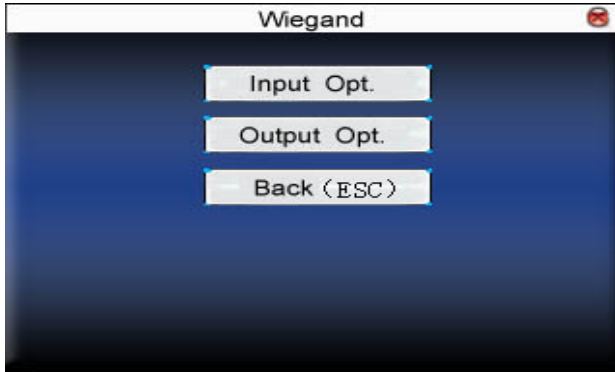 Wiegand
Input Opt.
Output Opt.
Back（ESC）